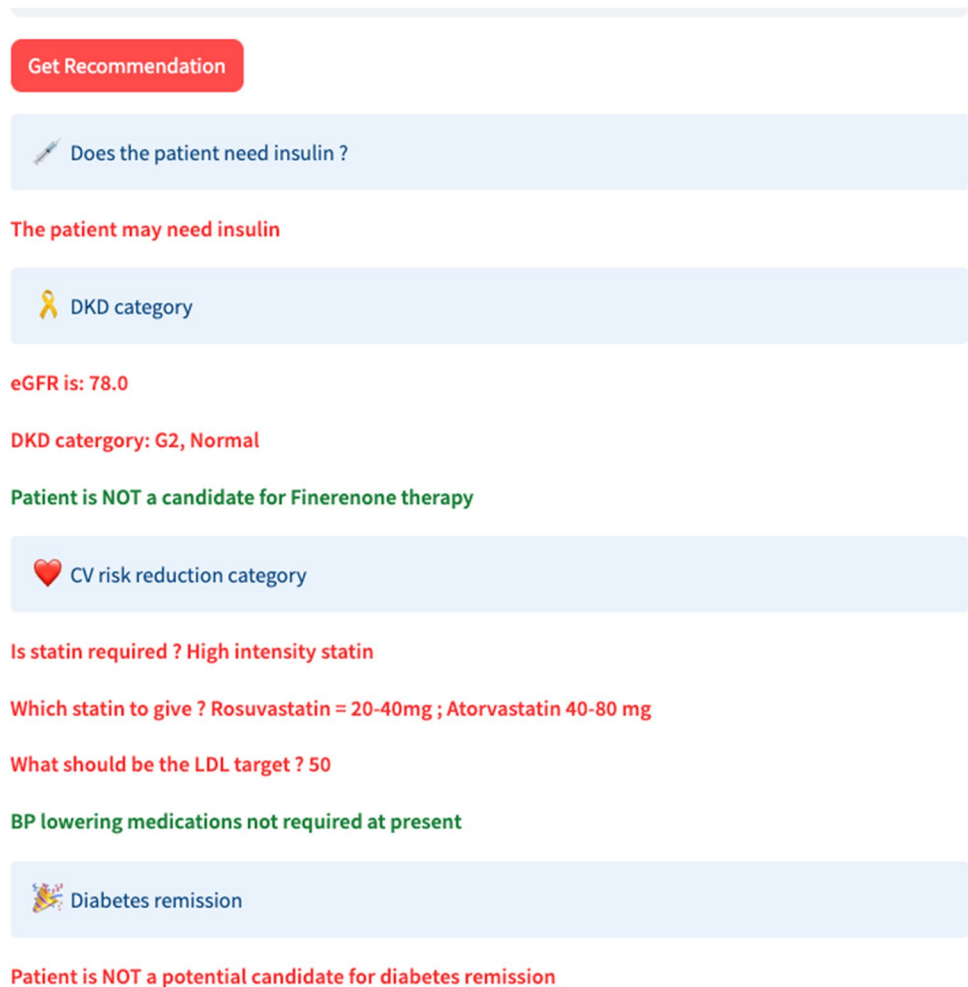 Get Recommendation
Does the patient need insulin ?
The patient may need insulin
DKD category
eGFR is: 78.0
DKD catergory: G2, Normal
Patient is NOT a candidate for Finerenone therapy
CV risk reduction category
Is statin required ? High intensity statin
Which statin to give ? Rosuvastatin = 20-40mg ; Atorvastatin 40-80 mg
What should be the LDL target ? 50
BP lowering medications not required at present
Diabetes remission
Patient is NOT a potential candidate for diabetes remission